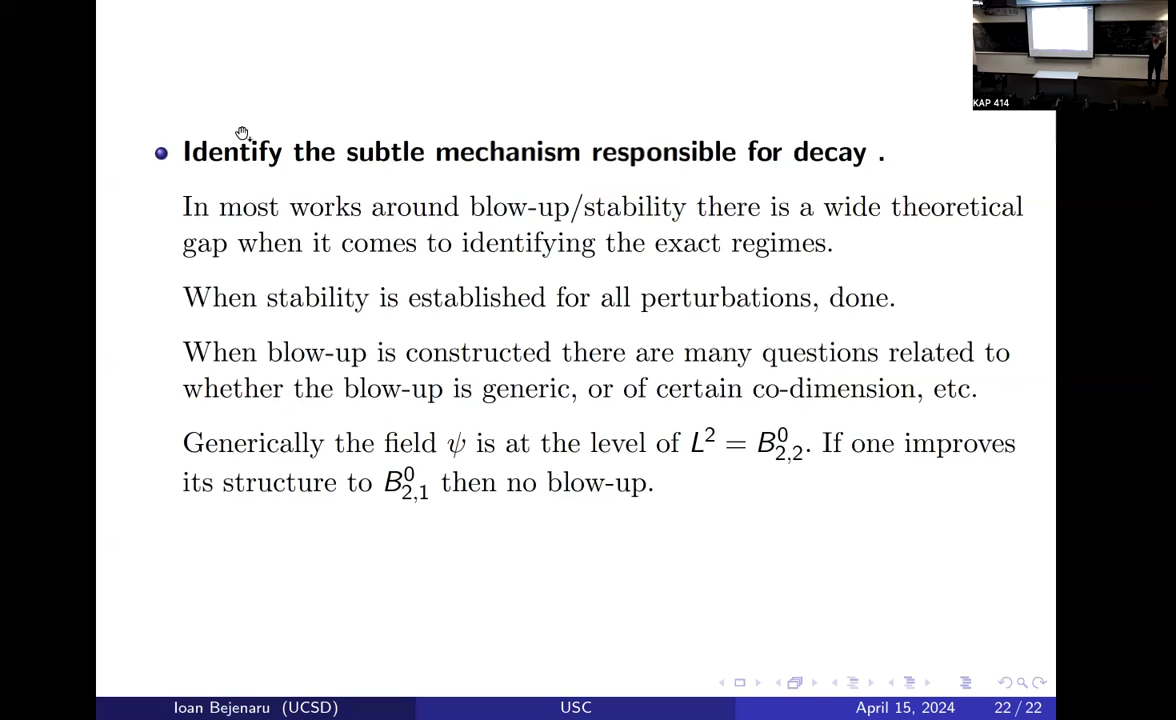 KAP 414
Identify the subtle mechanism responsible for decay .
In most works around blow-up/stability there is a wide theoretical
gap when it comes to identifying the exact regimes.
When stability is established for all perturbations, done.
When blow-up is constructed there are many questions related to
whether the blow-up is generic, or of certain co-dimension, etc.
Generically the field ψ is at the level of L² = B⁰₂,₂. If one improves
its structure to B⁰₂,₁ then no blow-up.
Ioan Bejenaru (UCSD) USC April 15, 2024 22 / 22